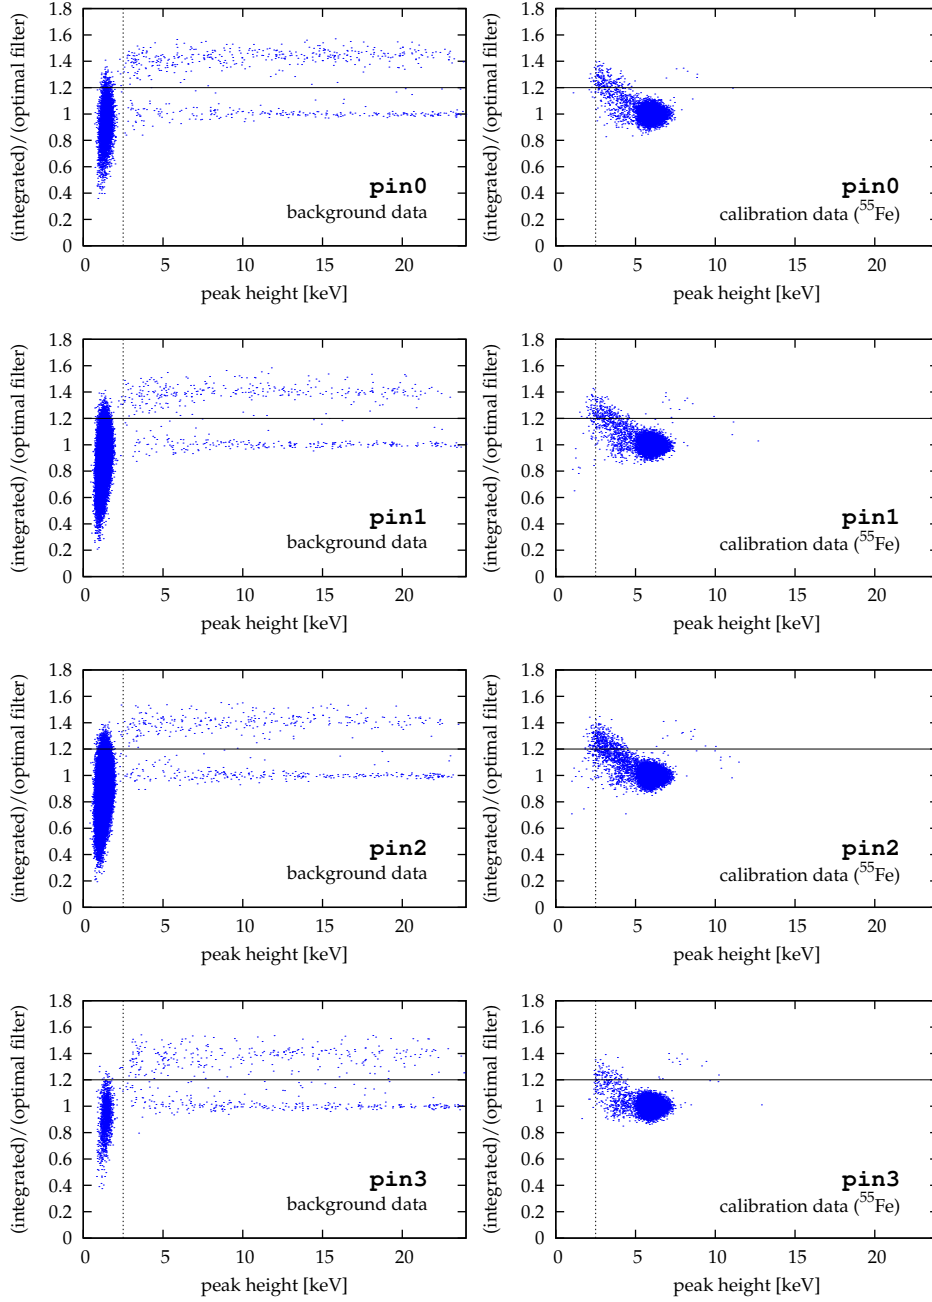 1.8
1.6
1.4
1.2
1
0.8
0.6
0.4
0.2
0
0 5 10 15 20
(integrated)/(optimal filter)
peak height [keV]
pin0
background data
1.8
1.6
1.4
1.2
1
0.8
0.6
0.4
0.2
0
0 5 10 15 20
(integrated)/(optimal filter)
peak height [keV]
pin0
calibration data (⁵⁵Fe)
1.8
1.6
1.4
1.2
1
0.8
0.6
0.4
0.2
0
0 5 10 15 20
(integrated)/(optimal filter)
peak height [keV]
pin1
background data
1.8
1.6
1.4
1.2
1
0.8
0.6
0.4
0.2
0
0 5 10 15 20
(integrated)/(optimal filter)
peak height [keV]
pin1
calibration data (⁵⁵Fe)
1.8
1.6
1.4
1.2
1
0.8
0.6
0.4
0.2
0
0 5 10 15 20
(integrated)/(optimal filter)
peak height [keV]
pin2
background data
1.8
1.6
1.4
1.2
1
0.8
0.6
0.4
0.2
0
0 5 10 15 20
(integrated)/(optimal filter)
peak height [keV]
pin2
calibration data (⁵⁵Fe)
1.8
1.6
1.4
1.2
1
0.8
0.6
0.4
0.2
0
0 5 10 15 20
(integrated)/(optimal filter)
peak height [keV]
pin3
background data
1.8
1.6
1.4
1.2
1
0.8
0.6
0.4
0.2
0
0 5 10 15 20
(integrated)/(optimal filter)
peak height [keV]
pin3
calibration data (⁵⁵Fe)